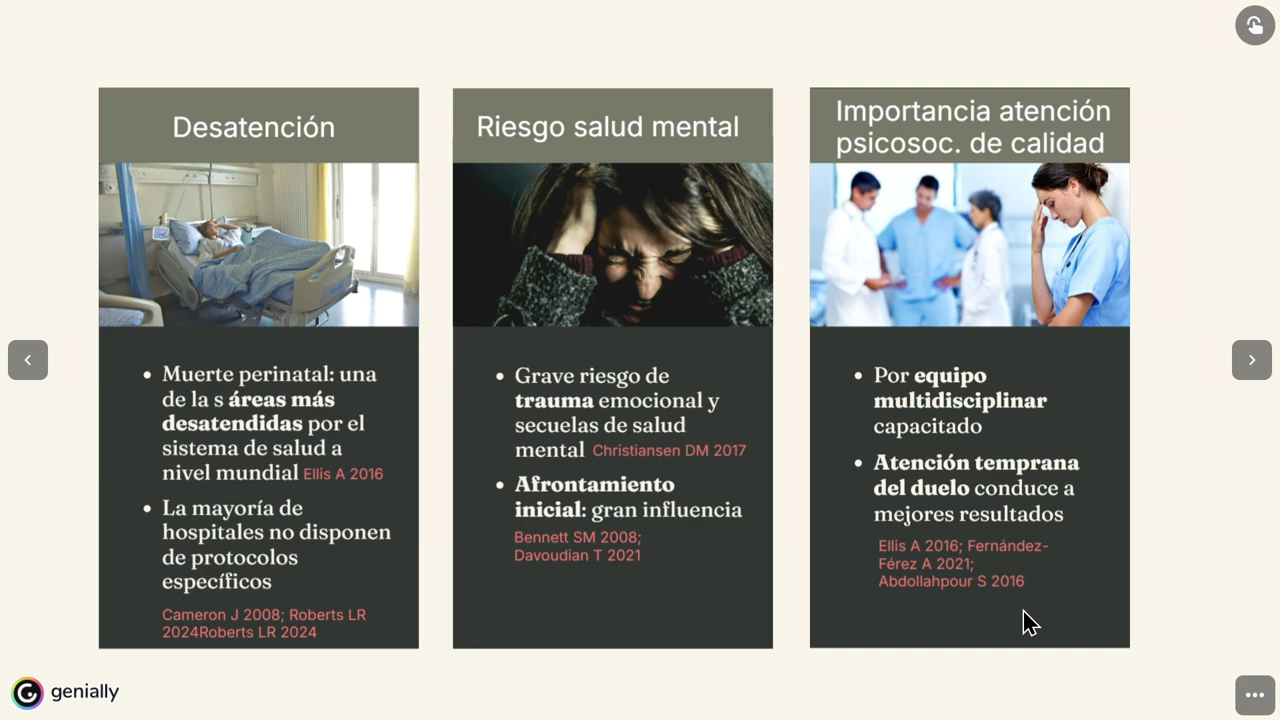 Desatención
Muerte perinatal: una
de la s áreas más
desatendidas por el
sistema de salud a
nivel mundial Ellis A 2016
La mayoría de
hospitales no disponen
de protocolos
específicos
Cameron J 2008; Roberts LR
2024Roberts LR 2024
Riesgo salud mental
Grave riesgo de
trauma emocional y
secuelas de salud
mental Christiansen DM 2017
Afrontamiento
inicial: gran influencia
Bennett SM 2008;
Davoudian T 2021
Importancia atención
psicosoc. de calidad
Por equipo
multidisciplinar
capacitado
Atención temprana
del duelo conduce a
mejores resultados
Ellis A 2016; Fernández-
Férez A 2021;
Abdollahpour S 2016
genially